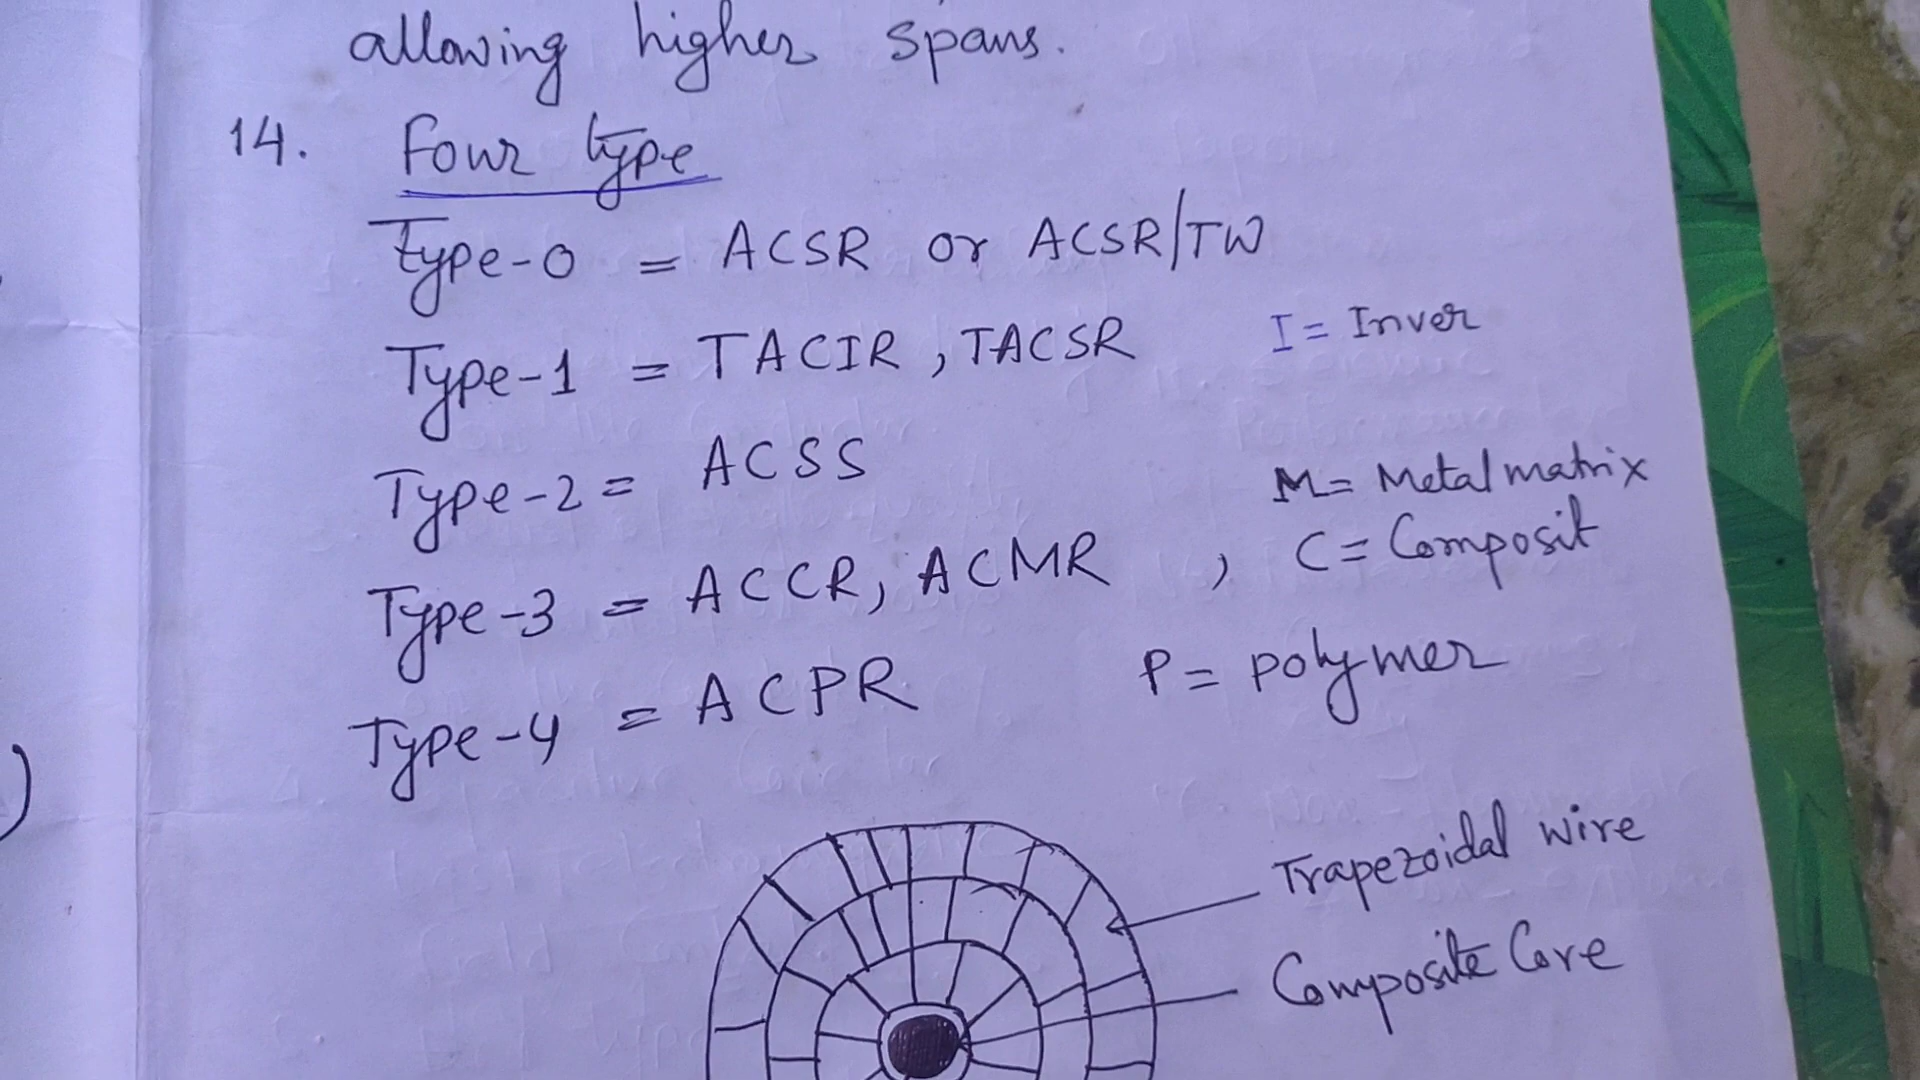 allowing higher spans.
14. Four type
Type-0 = ACSR or ACSR/TW
Type-1 = TACIR, TACSR I = Inver
Type-2 = ACSS
M = Metal matrix
Type-3 = ACCR, ACMR , C = Composit
Type-4 = ACPR P = polymer
Trapezoidal wire
Composite Core